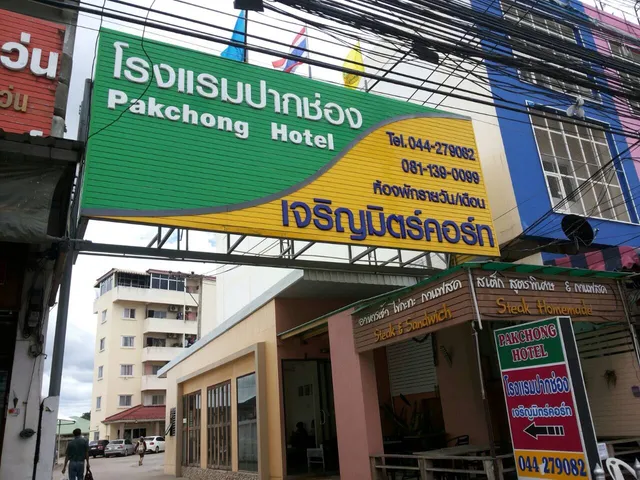 โรงแรมปากช่อง
Pakchong Hotel
Tel.044-279082
081-139-0099
ห้องพักรายวัน/เดือน
เจริญมิตร์คอร์ท
Steak & Sandwich
Steak Homemade
PAKCHONG
HOTEL
โรงแรมปากช่อง
เจริญมิตร์คอร์ท
044 279082